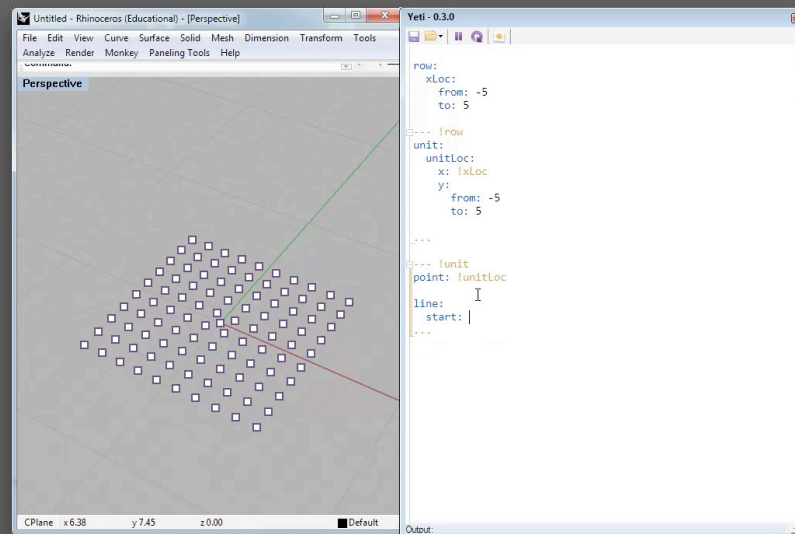 Untitled - Rhinoceros (Educational) - [Perspective]
File Edit View Curve Surface Solid Mesh Dimension Transform Tools
Analyze Render Monkey Paneling Tools Help
Command:
Perspective
CPlane x 6.38 y 7.45 z 0.00 Default
Yeti - 0.3.0
row:
xLoc:
from: -5
to: 5
--- !row
unit:
unitLoc:
x: !xLoc
y:
from: -5
to: 5
...
--- !unit
point: !unitLoc
line:
start:
...
Output: